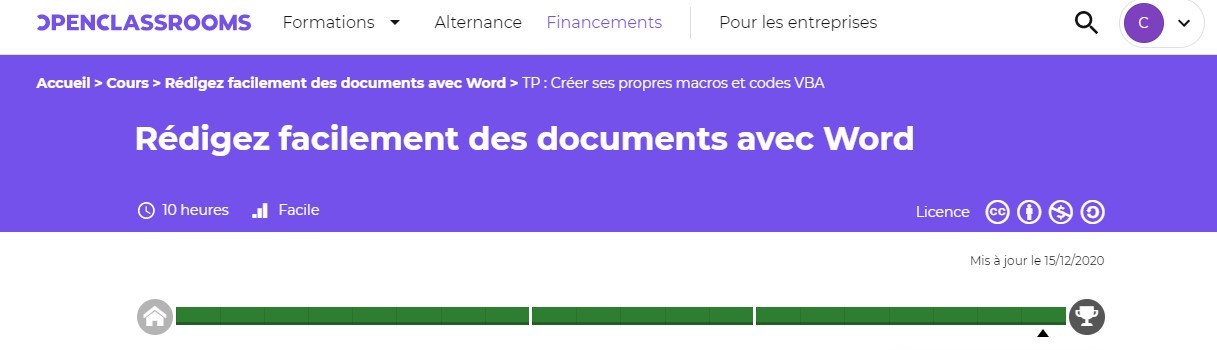 OPENCLASSROOMS Formations Alternance Financements Pour les entreprises C
Accueil > Cours > Rédigez facilement des documents avec Word > TP : Créer ses propres macros et codes VBA
Rédigez facilement des documents avec Word
10 heures Facile Licence cc
Mis à jour le 15/12/2020